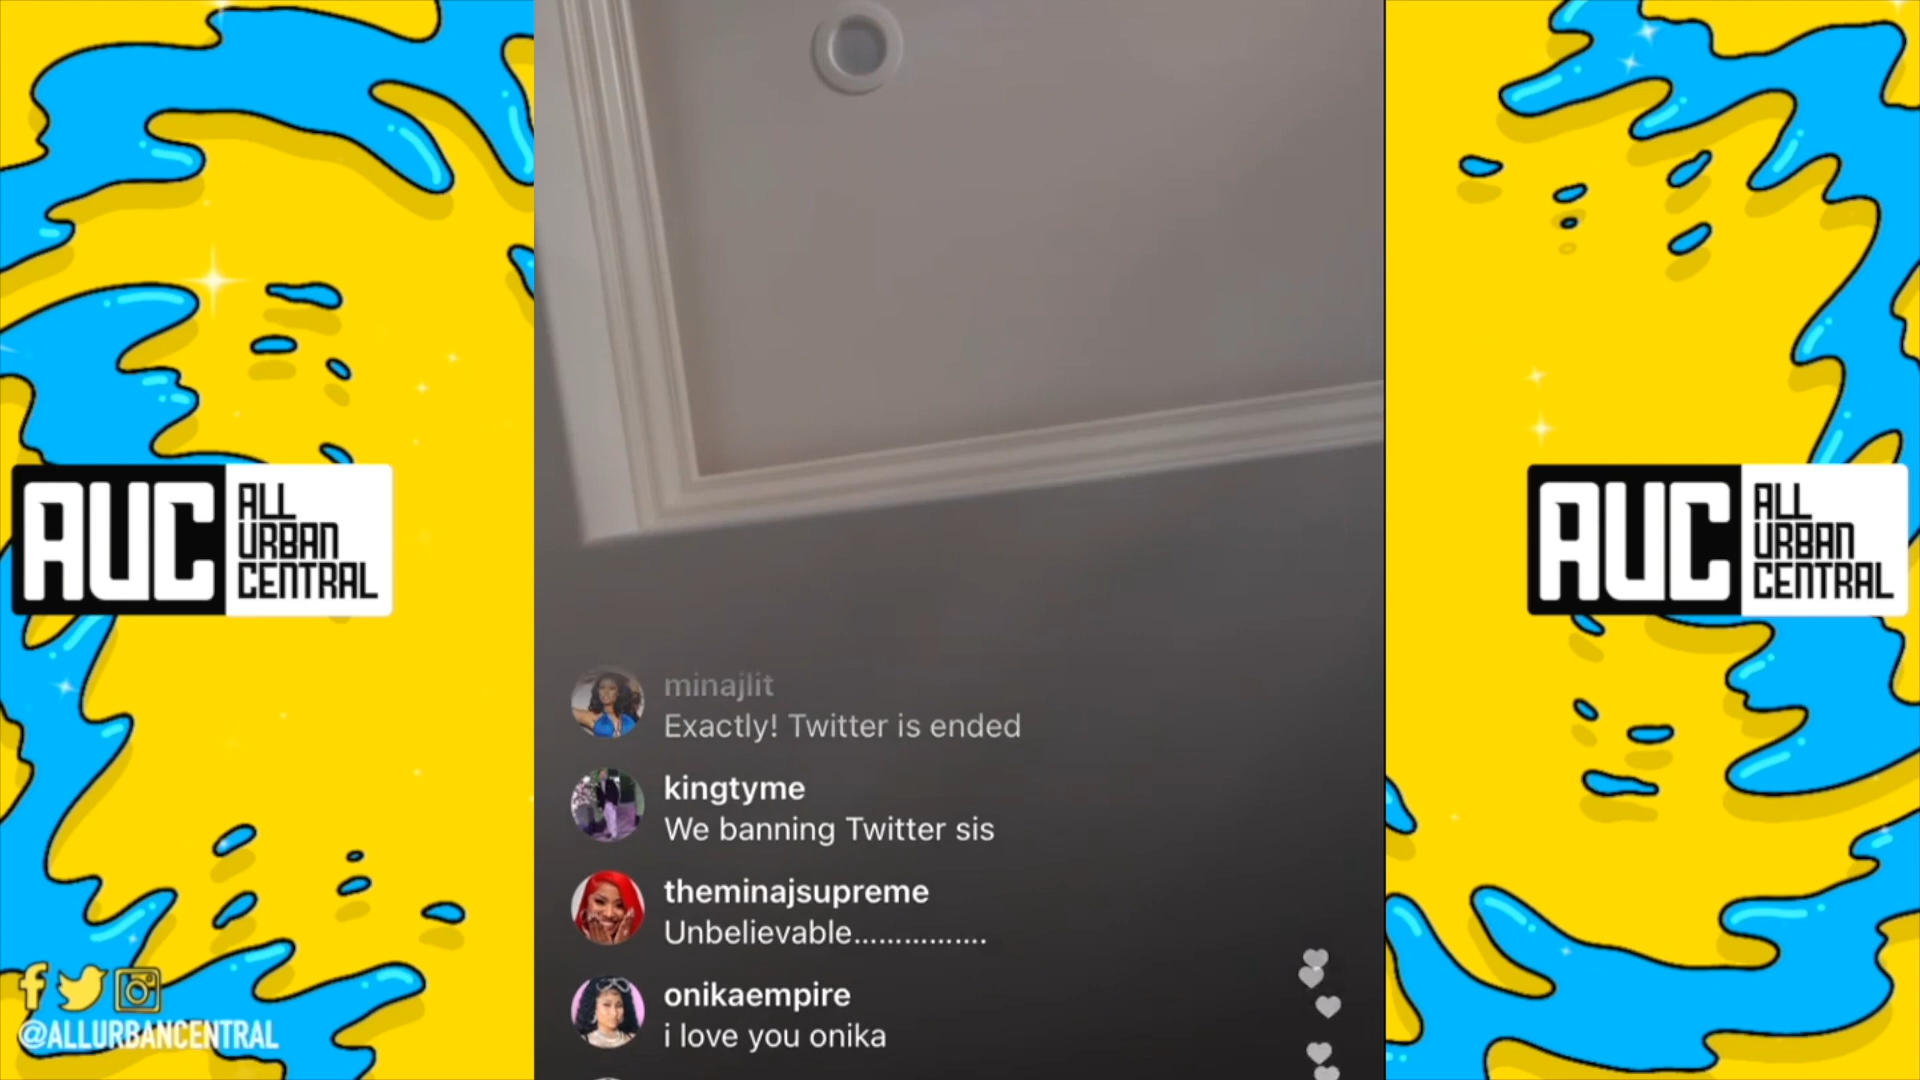 AUC
ALL
URBAN
CENTRAL
AUC
ALL
URBAN
CENTRAL
minajlit
Exactly! Twitter is ended
kingtyme
We banning Twitter sis
theminajsupreme
Unbelievable................
onikaempire
i love you onika
@ALLURBANCENTRAL